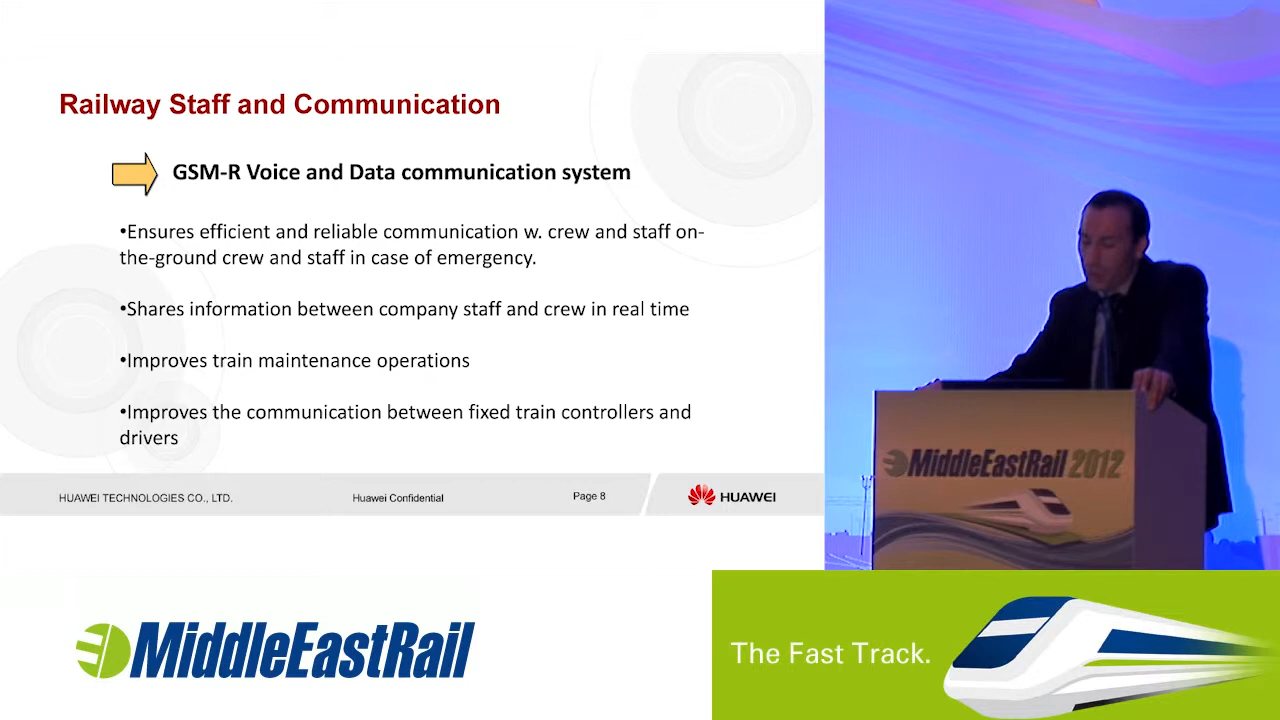 Railway Staff and Communication
GSM-R Voice and Data communication system
•Ensures efficient and reliable communication w. crew and staff on-
the-ground crew and staff in case of emergency.
•Shares information between company staff and crew in real time
•Improves train maintenance operations
•Improves the communication between fixed train controllers and
drivers
HUAWEI TECHNOLOGIES CO., LTD.
Huawei Confidential
Page 8
HUAWEI
MiddleEastRail 2012
MiddleEastRail
The Fast Track.